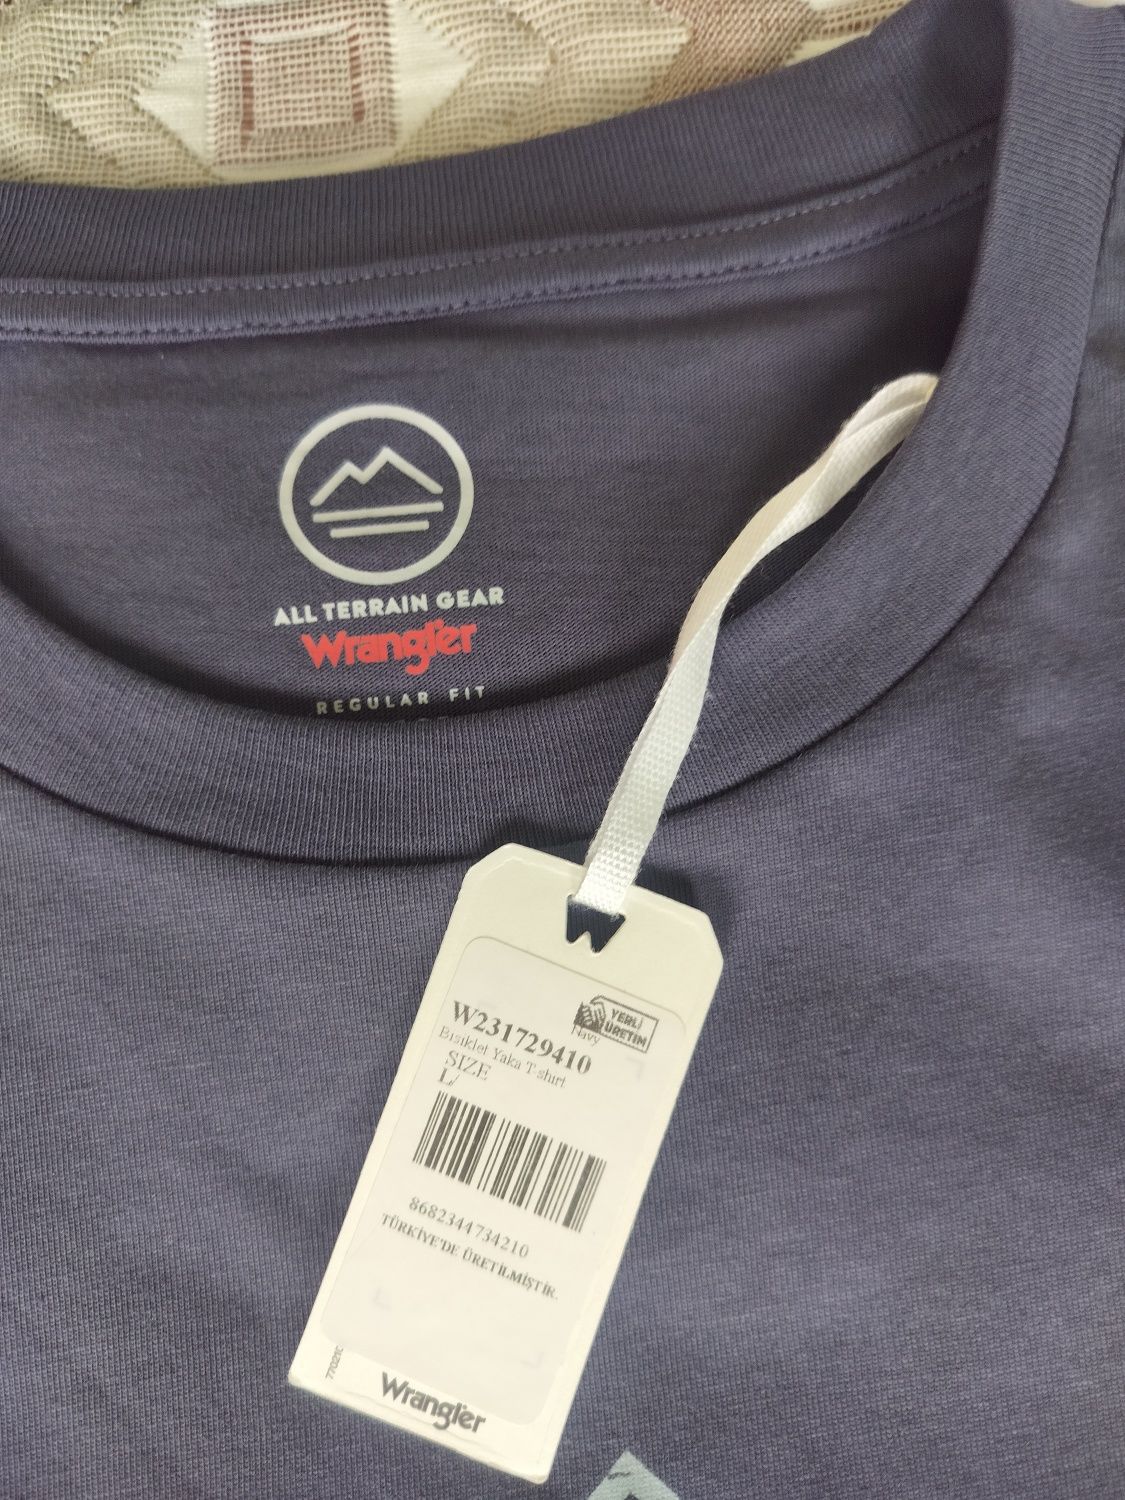 ALL TERRAIN GEAR
Wrangler
REGULAR FIT
YERLİ
ÜRETİM
W231729410
Navy
Bisiklet Yaka T-shirt
SIZE
L/
8682344734210
TÜRKİYE'DE ÜRETİLMİŞTİR.
Wrangler